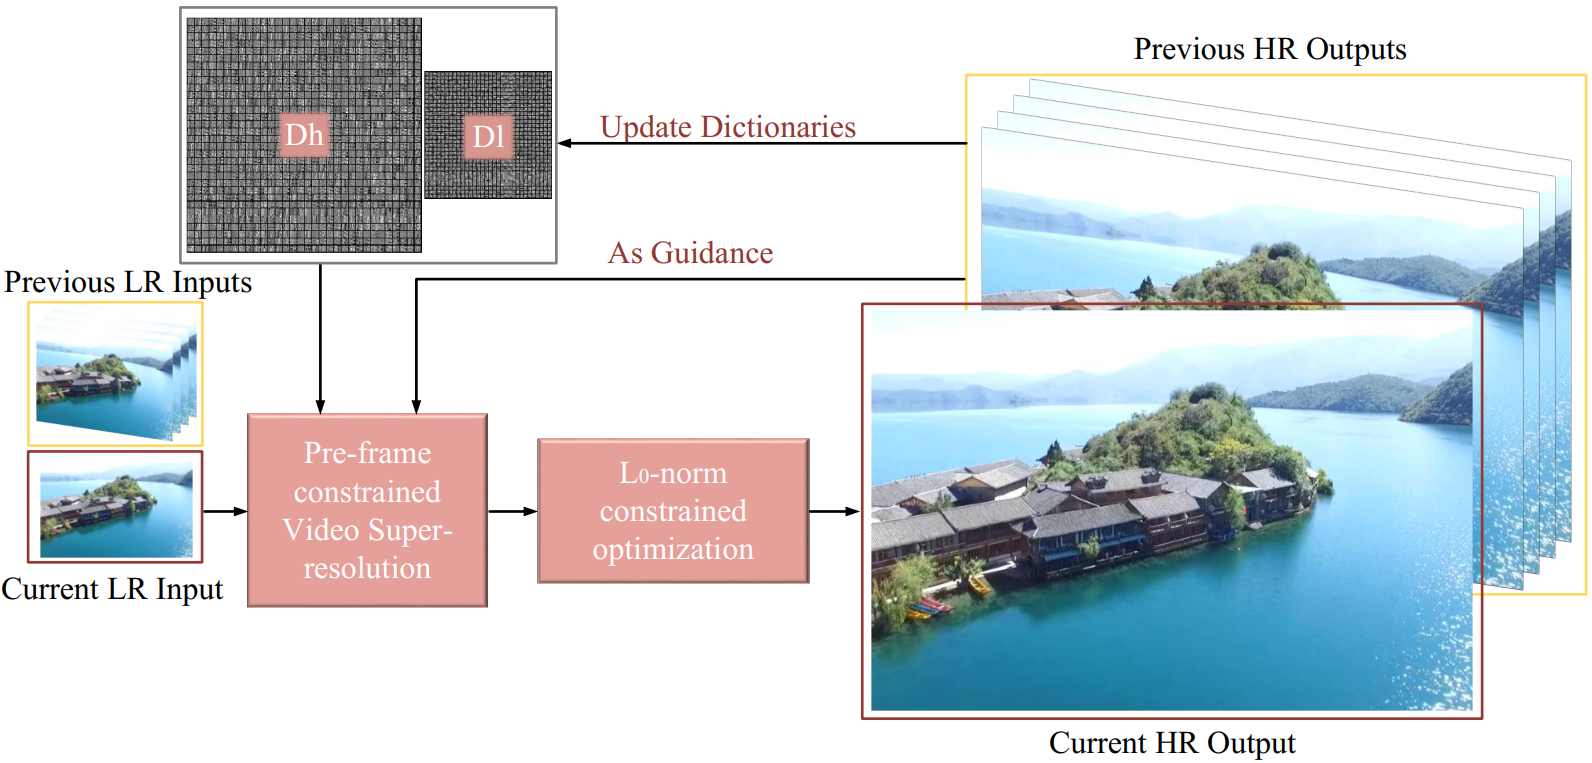 Previous HR Outputs
Dh
Dl
Update Dictionaries
As Guidance
Previous LR Inputs
Pre-frame
constrained
Video Super-
resolution
L0-norm
constrained
optimization
Current LR Input
Current HR Output